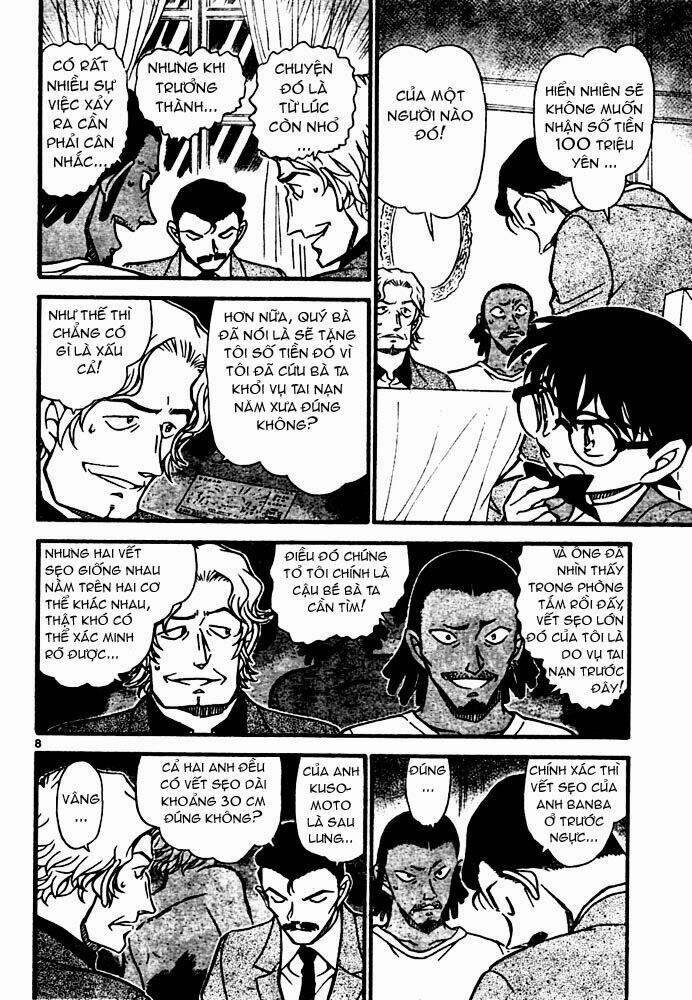 HIỂN NHIÊN SẼ
KHÔNG MUỐN
NHẬN SỐ TIỀN
100 TRIỆU
YÊN ...
CỦA MỘT
NGƯỜI NÀO
ĐÓ!
CHUYỆN
ĐÓ LÀ
TỪ LÚC
CÒN NHỎ
...
NHƯNG KHI
TRƯỞNG
THÀNH...
CÓ RẤT
NHIỀU SỰ
VIỆC XẢY
RA CẦN
PHẢI CÂN
NHẮC...
HƠN NỮA, QUÝ BÀ
ĐÃ NÓI LÀ SẼ TẶNG
TÔI SỐ TIỀN ĐÓ VÌ
TÔI ĐÃ CỨU BÀ TA
KHỎI VỤ TAI NẠN
NĂM XƯA ĐÚNG
KHÔNG?
NHƯ THẾ THÌ
CHẲNG CÓ
GÌ LÀ XẤU
CẢ!
VÀ ÔNG ĐÃ
NHÌN THẤY
TRONG PHÒNG
TẮM RỒI ĐẤY,
VẾT SẸO LỚN
ĐÓ CỦA TÔI LÀ
DO VỤ TAI
NẠN TRƯỚC
ĐÂY!
ĐIỀU ĐÓ CHỨNG
TỎ TÔI CHÍNH LÀ
CẬU BÉ BÀ TA
CẦN TÌM!
NHƯNG HAI VẾT
SẸO GIỐNG NHAU
NẰM TRÊN HAI CƠ
THỂ KHÁC NHAU,
THẬT KHÓ CÓ
THỂ XÁC MINH
RÕ ĐƯỢC...
8
CHÍNH XÁC THÌ
VẾT SẸO CỦA
ANH BANBA
Ở TRƯỚC
NGỰC...
ĐÚNG
...
CỦA ANH
KUSO-
MOTO
LÀ SAU
LƯNG...
CẢ HAI ANH ĐỀU
CÓ VẾT SẸO DÀI
KHOẢNG 30 CM
ĐÚNG KHÔNG?
VÂNG
...